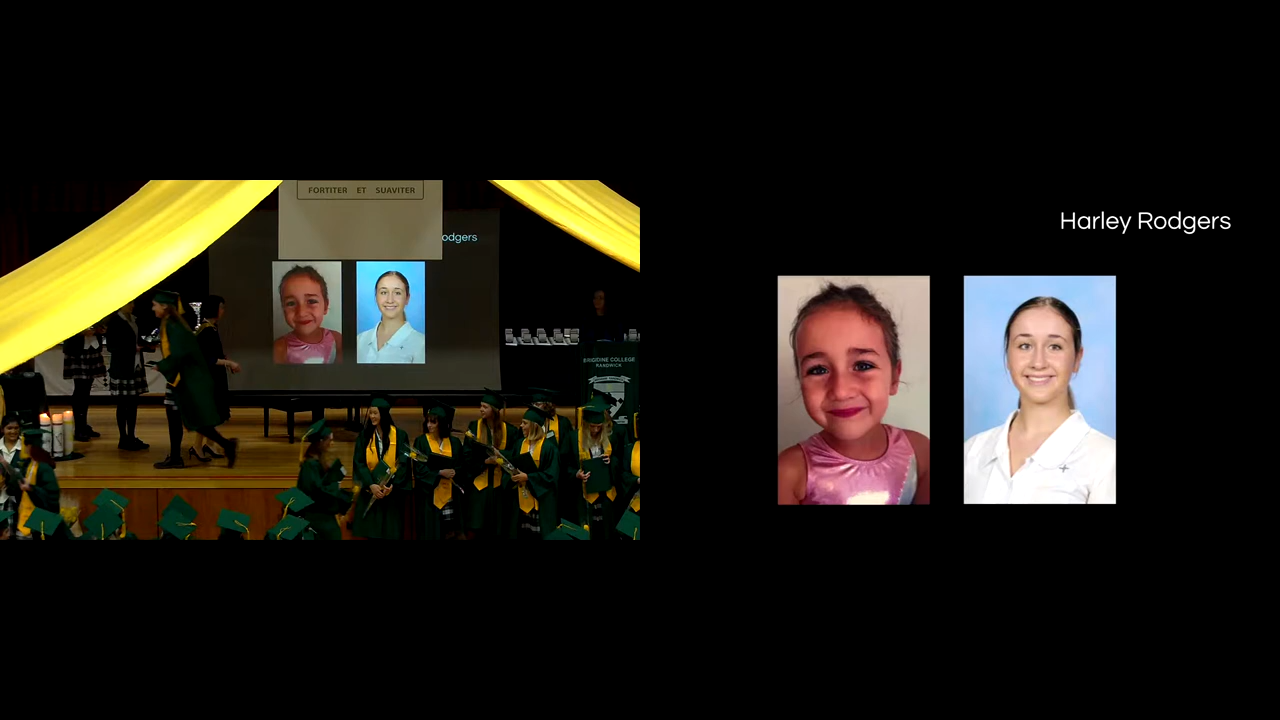 FORTITER ET SUAVITER
odgers
BRIGIDINE COLLEGE
RANDWICK
Harley Rodgers